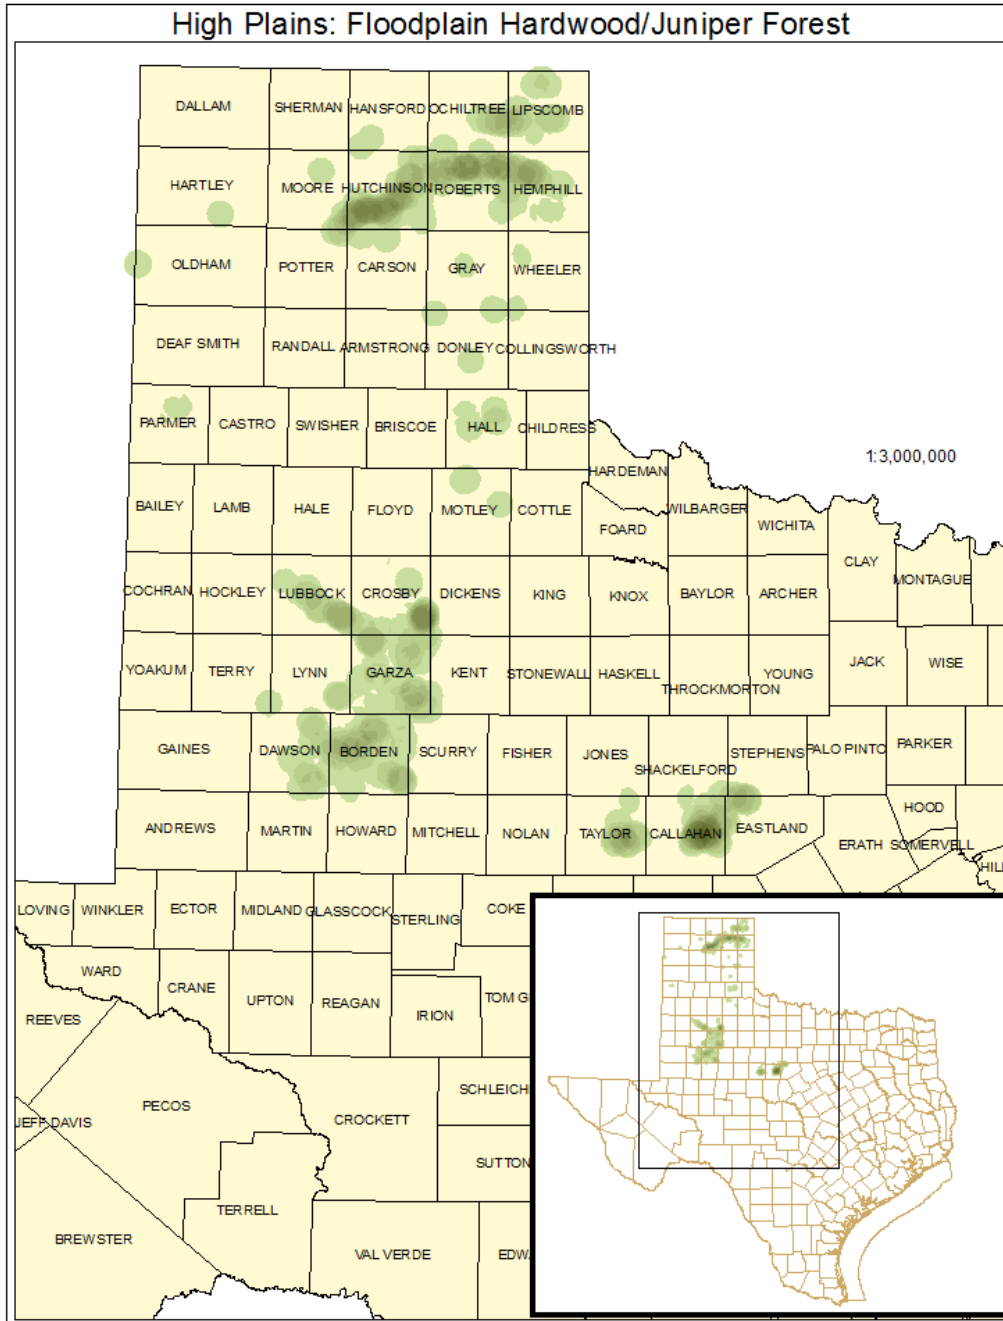 High Plains: Floodplain Hardwood/Juniper Forest
DALLAM SHERMAN HANSFORD OCHILTREE LIPSCOMB
HARTLEY MOORE HUTCHINSON ROBERTS HEMPHILL
OLDHAM POTTER CARSON GRAY WHEELER
DEAF SMITH RANDALL ARMSTRONG DONLEY COLLINGSWORTH
PARMER CASTRO SWISHER BRISCOE HALL CHILDRESS
1:3,000,000
HARDEMAN
BAILEY LAMB HALE FLOYD MOTLEY COTTLE WILBARGER
FOARD WICHITA
CLAY
MONTAGUE
COCHRAN HOCKLEY LUBBOCK CROSBY DICKENS KING KNOX BAYLOR ARCHER
YOAKUM TERRY LYNN GARZA KENT STONEWALL HASKELL THROCKMORTON YOUNG JACK WISE
GAINES DAWSON BORDEN SCURRY FISHER JONES SHACKELFORD STEPHENS PALO PINTO PARKER
HOOD
ANDREWS MARTIN HOWARD MITCHELL NOLAN TAYLOR CALLAHAN EASTLAND ERATH SOMERVELL
HIL
LOVING WINKLER ECTOR MIDLAND GLASSCOCK STERLING COKE
WARD CRANE UPTON REAGAN IRION TOM G
REEVES
PECOS CROCKETT SCHLEICH
JEFF DAVIS
SUTTON
TERRELL
BREWSTER VAL VERDE EDW